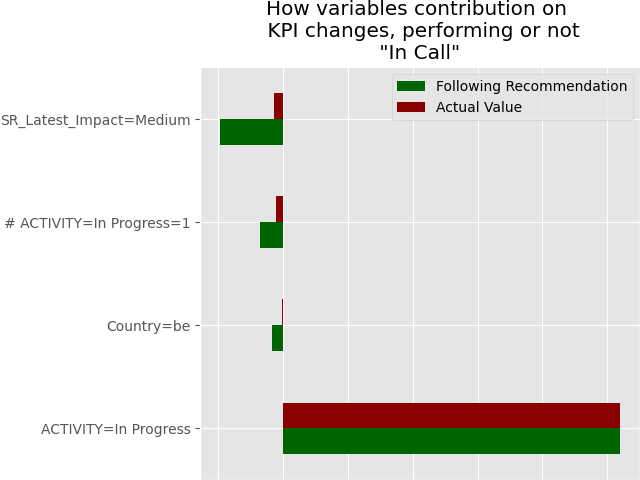 How variables contribution on
KPI changes, performing or not
"In Call"
Following Recommendation
Actual Value
SR_Latest_Impact=Medium
# ACTIVITY=In Progress=1
Country=be
ACTIVITY=In Progress